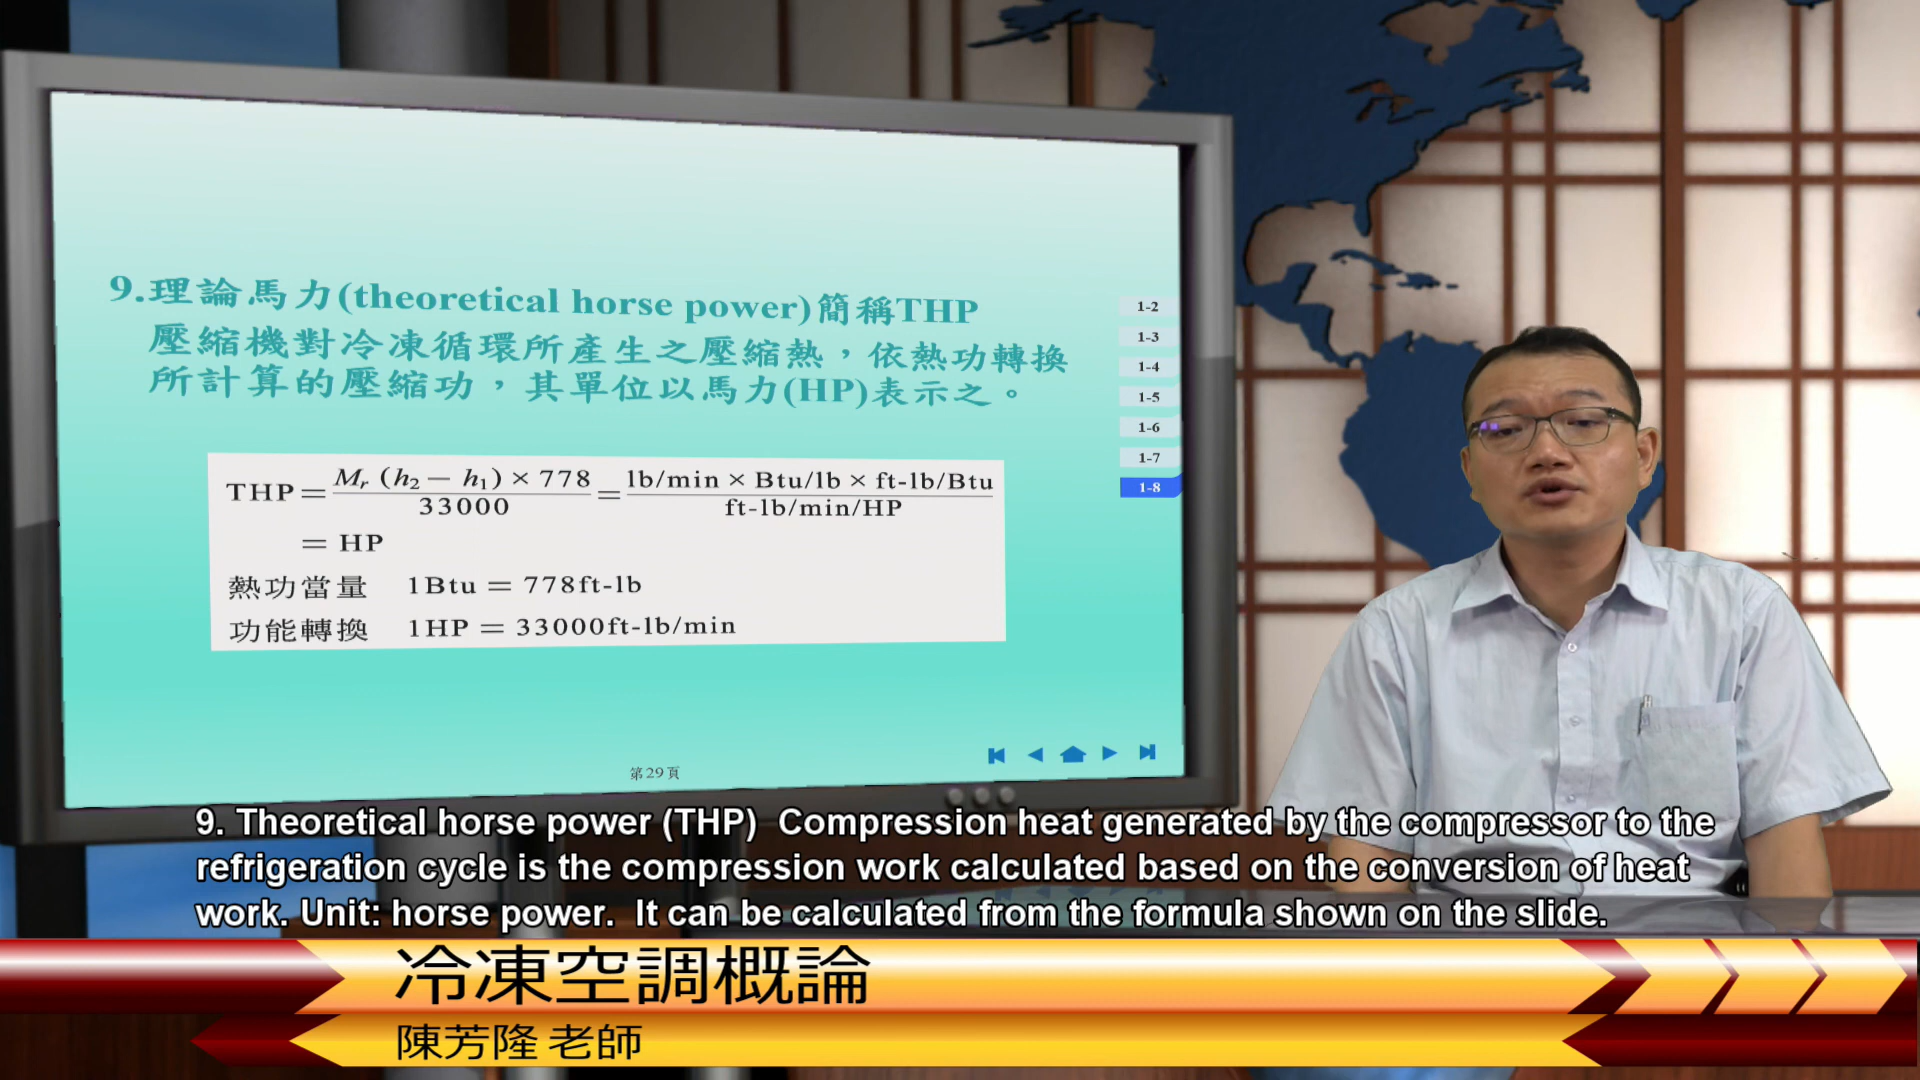 9.理論馬力(theoretical horse power)簡稱THP
壓縮機對冷凍循環所產生之壓縮熱，依熱功轉換
所計算的壓縮功，其單位以馬力(HP)表示之。
THP = Mr (h2 − h1) × 778 / 33000 = lb/min × Btu/lb × ft-lb/Btu / ft-lb/min/HP
= HP
熱功當量 1Btu = 778ft-lb
功能轉換 1HP = 33000ft-lb/min
1-2
1-3
1-4
1-5
1-6
1-7
1-8
第29頁
9. Theoretical horse power (THP) Compression heat generated by the compressor to the
refrigeration cycle is the compression work calculated based on the conversion of heat
work. Unit: horse power. It can be calculated from the formula shown on the slide.
冷凍空調概論
陳芳隆 老師